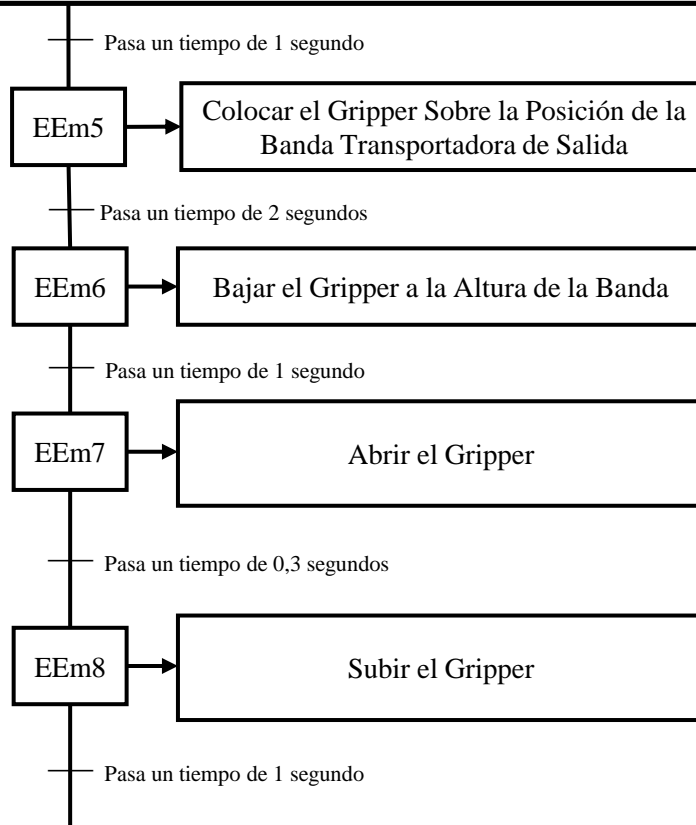 Pasa un tiempo de 1 segundo
EEm5
Colocar el Gripper Sobre la Posición de la
Banda Transportadora de Salida
Pasa un tiempo de 2 segundos
EEm6
Bajar el Gripper a la Altura de la Banda
Pasa un tiempo de 1 segundo
EEm7
Abrir el Gripper
Pasa un tiempo de 0,3 segundos
EEm8
Subir el Gripper
Pasa un tiempo de 1 segundo